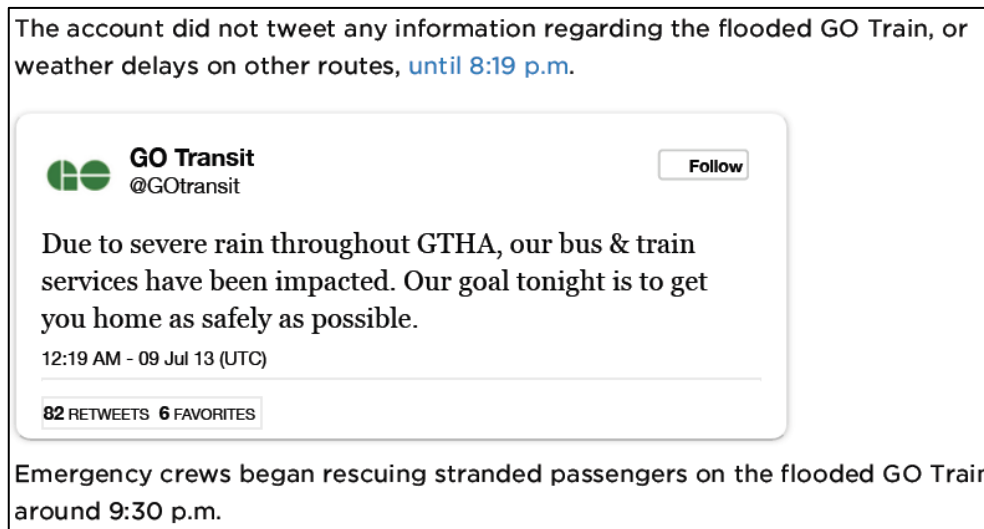 The account did not tweet any information regarding the flooded GO Train, or
weather delays on other routes, until 8:19 p.m.
GO
GO Transit
@GOtransit
Follow
Due to severe rain throughout GTHA, our bus & train
services have been impacted. Our goal tonight is to get
you home as safely as possible.
12:19 AM - 09 Jul 13 (UTC)
82 RETWEETS 6 FAVORITES
Emergency crews began rescuing stranded passengers on the flooded GO Train
around 9:30 p.m.